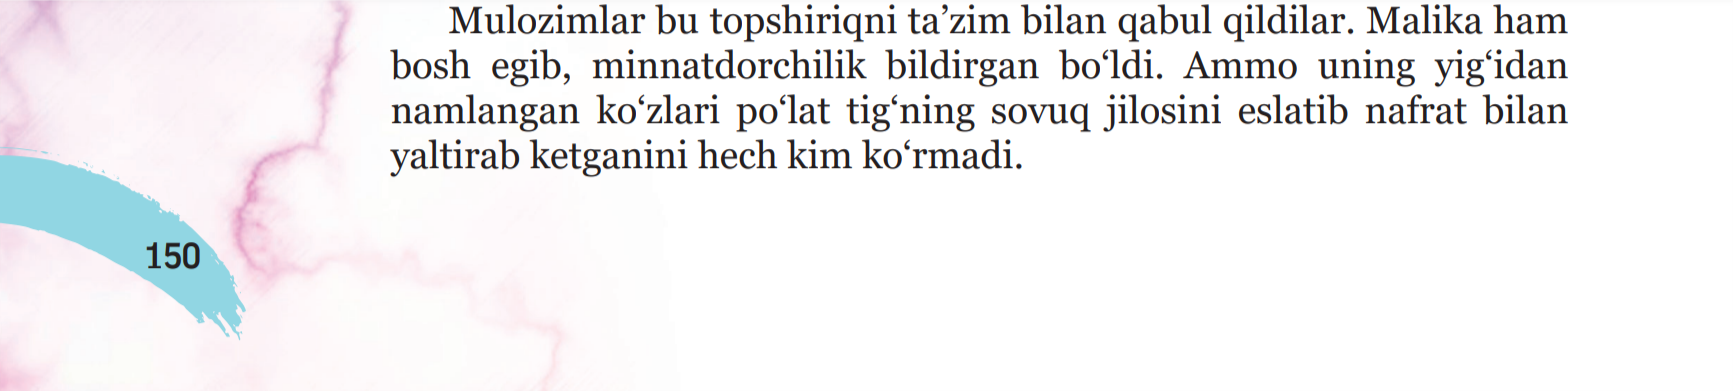 Mulozimlar bu topshiriqni ta’zim bilan qabul qildilar. Malika ham
bosh egib, minnatdorchilik bildirgan bo‘ldi. Ammo uning yig‘idan
namlangan ko‘zlari po‘lat tig‘ning sovuq jilosini eslatib nafrat bilan
yaltirab ketganini hech kim ko‘rmadi.
150